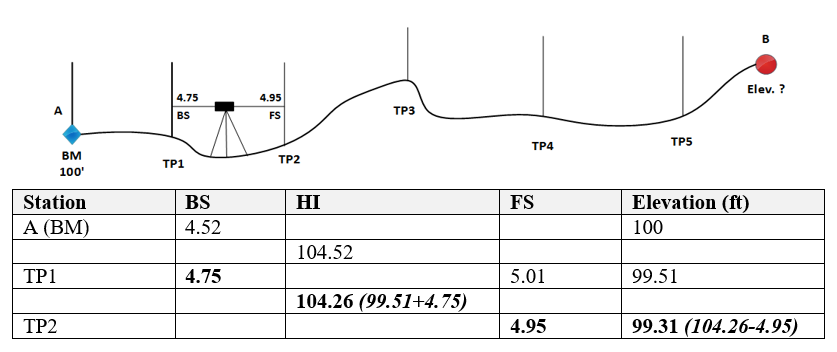 B
Elev. ?
4.75 4.95
BS FS
A
TP3
BM
100'
TP1 TP2 TP4 TP5
Station BS HI FS Elevation (ft)
A (BM) 4.52 100
104.52
TP1 4.75 5.01 99.51
104.26 (99.51+4.75)
TP2 4.95 99.31 (104.26-4.95)